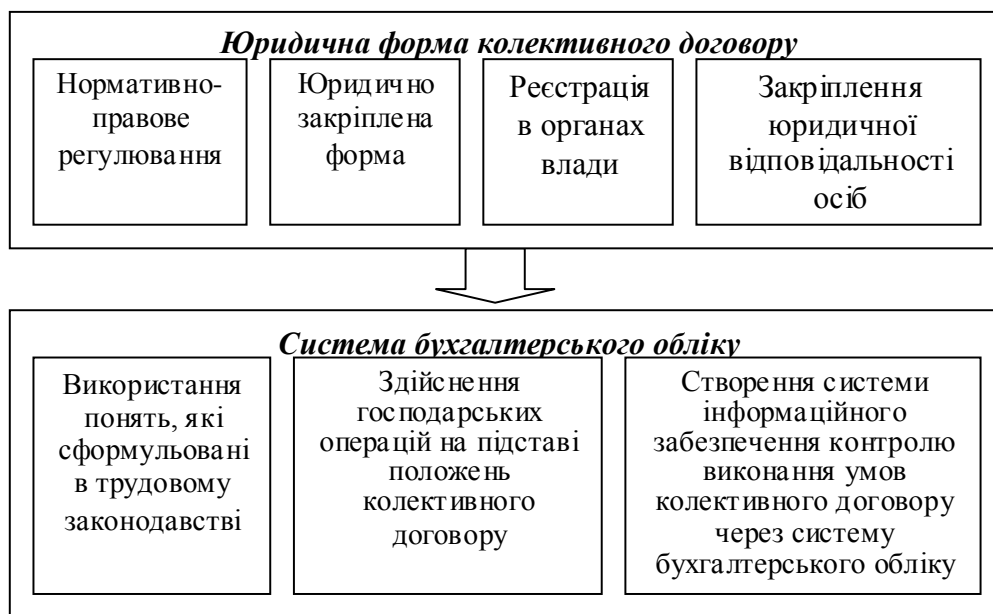 Юридична форма колективного договору
Нормативно-
правове
регулювання
Юридично
закріплена
форма
Реєстрація
в органах
влади
Закріплення
юридичної
відповідальності
осіб
Система бухгалтерського обліку
Використання
понять, які
сформульовані
в трудовому
законодавстві
Здійснення
господарських
операцій на підставі
положень
колективного
договору
Створення системи
інформаційного
забезпечення контролю
виконання умов
колективного договору
через систему
бухгалтерського обліку